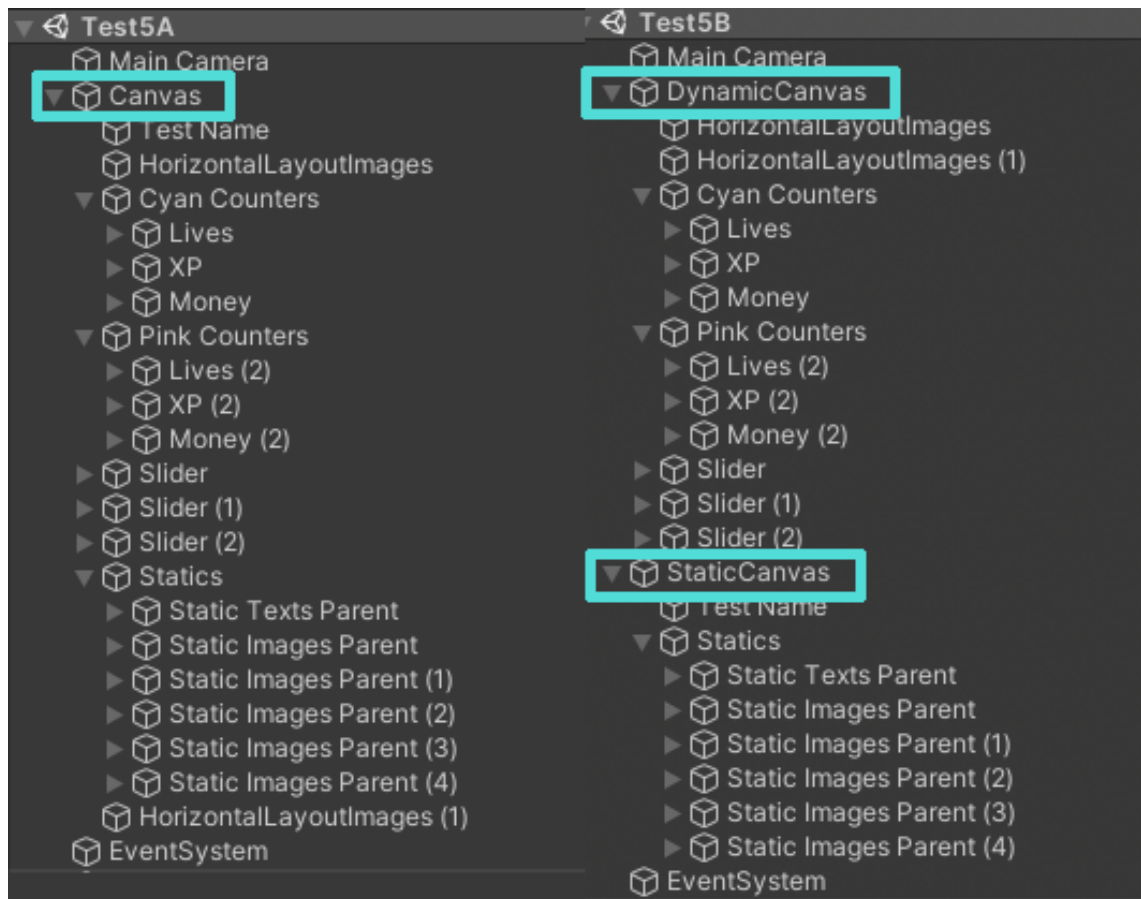 Test5A
Main Camera
Canvas
Test Name
HorizontalLayoutImages
Cyan Counters
Lives
XP
Money
Pink Counters
Lives (2)
XP (2)
Money (2)
Slider
Slider (1)
Slider (2)
Statics
Static Texts Parent
Static Images Parent
Static Images Parent (1)
Static Images Parent (2)
Static Images Parent (3)
Static Images Parent (4)
HorizontalLayoutImages (1)
EventSystem
Test5B
Main Camera
DynamicCanvas
HorizontalLayoutImages
HorizontalLayoutImages (1)
Cyan Counters
Lives
XP
Money
Pink Counters
Lives (2)
XP (2)
Money (2)
Slider
Slider (1)
Slider (2)
StaticCanvas
Test Name
Statics
Static Texts Parent
Static Images Parent
Static Images Parent (1)
Static Images Parent (2)
Static Images Parent (3)
Static Images Parent (4)
EventSystem